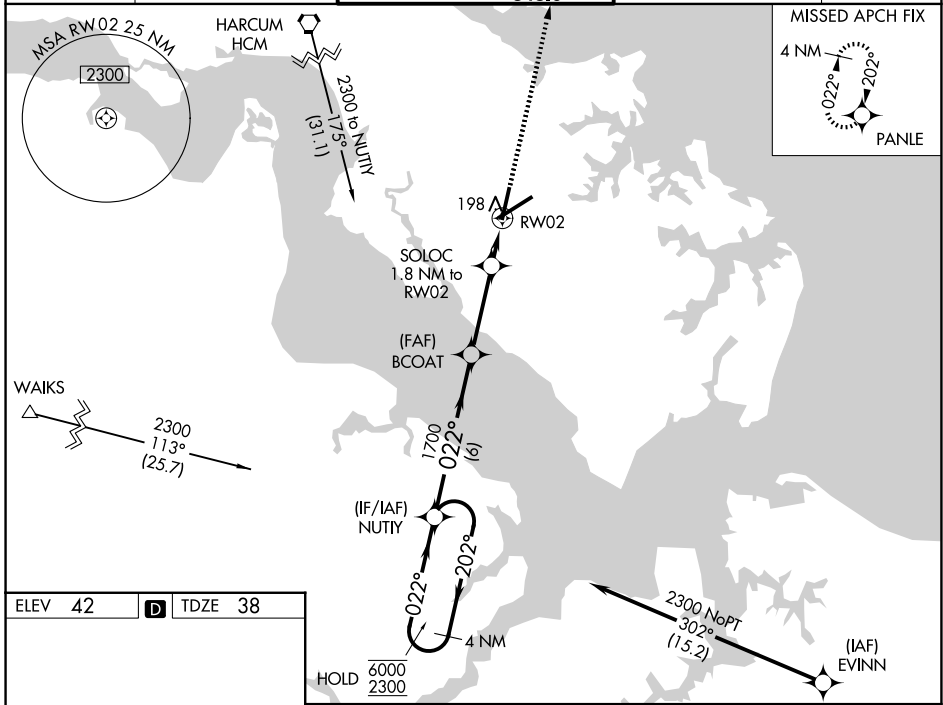 MSA RW02 25 NM
2300
HARCUM
HCM
2300 to NUTIY
175°
(31.1)
MISSED APCH FIX
4 NM
022°
202°
PANLE
198
RW02
SOLOC
1.8 NM to
RW02
(FAF)
BCOAT
WAIKS
2300
113°
(25.7)
1700
022°
(6)
(IF/IAF)
NUTIY
022°
202°
4 NM
HOLD
6000
2300
2300 NoPT
302°
(15.2)
(IAF)
EVINN
ELEV 42 D TDZE 38